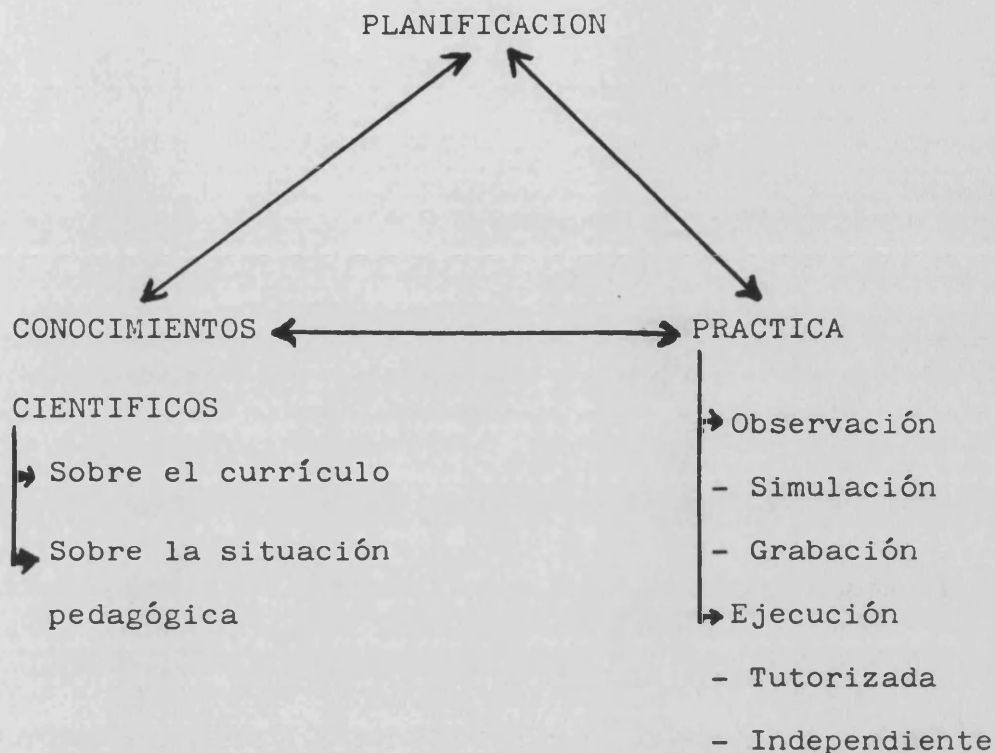 PLANIFICACION
CONOCIMIENTOS
CIENTIFICOS
Sobre el currículo
Sobre la situación
pedagógica
PRACTICA
Observación
- Simulación
- Grabación
Ejecución
- Tutorizada
- Independiente